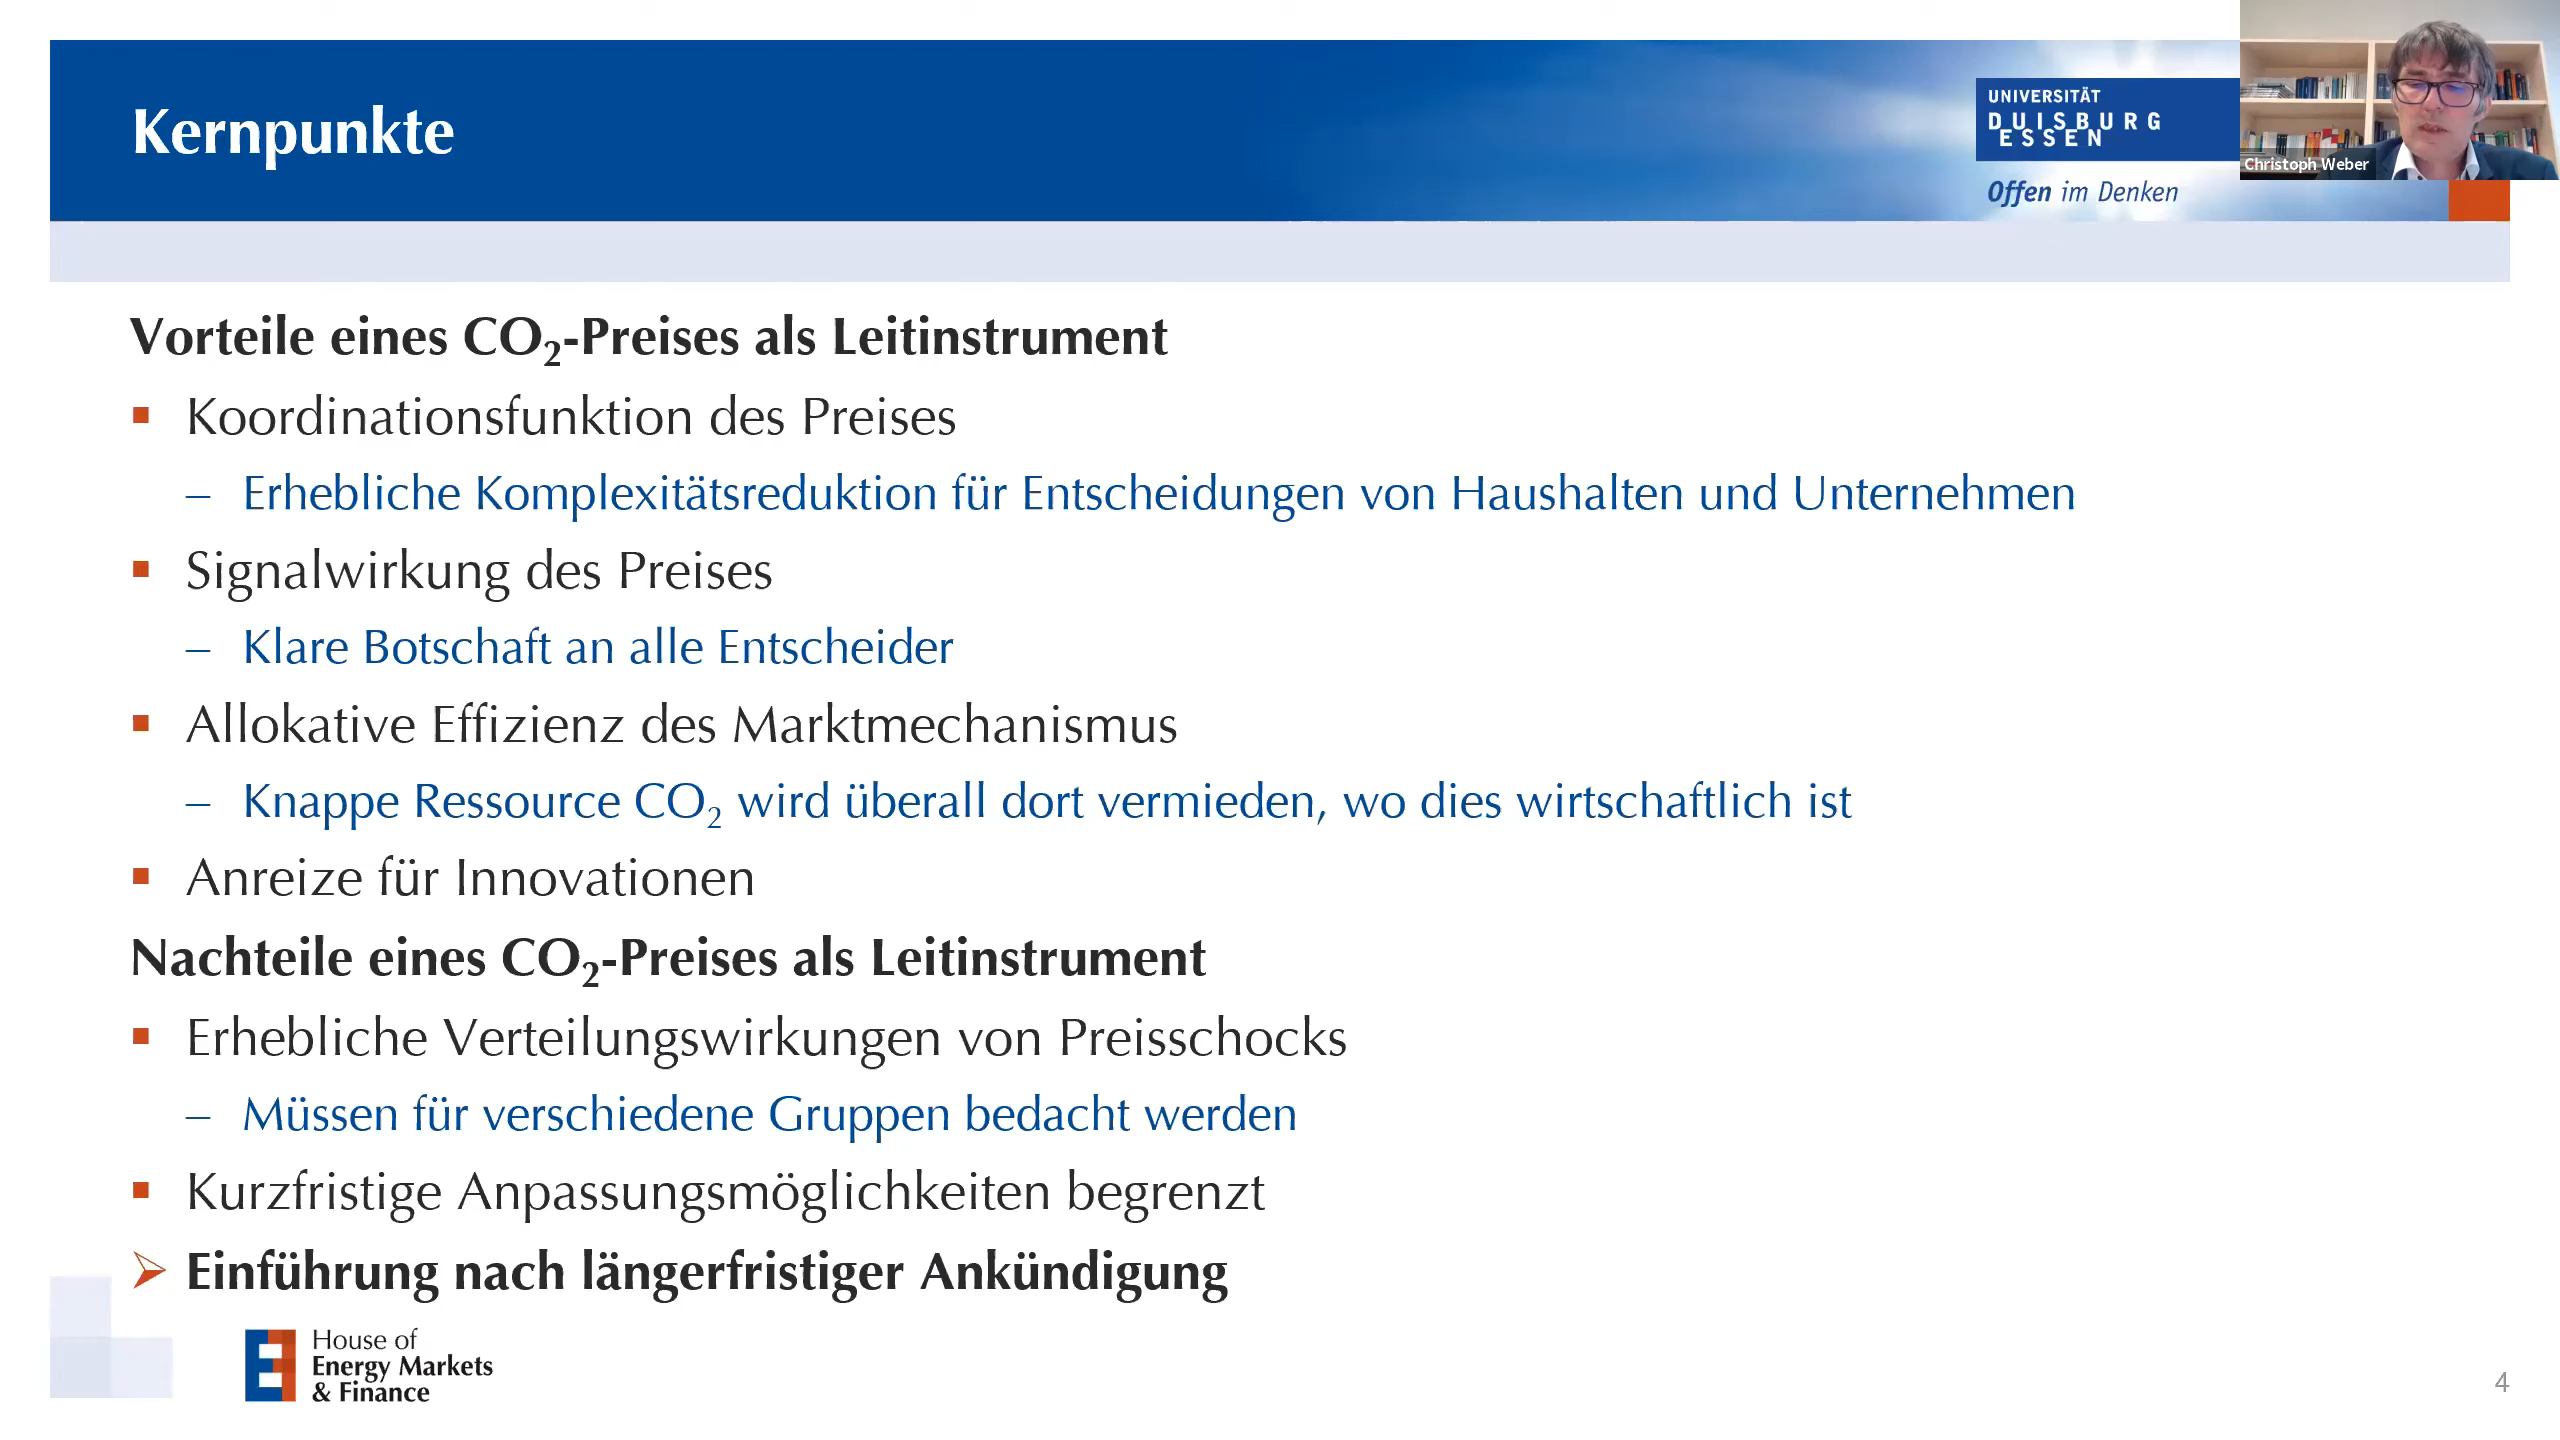 Kernpunkte
UNIVERSITÄT
DUISBURG
ESSEN
Offen im Denken
Christoph Weber
Vorteile eines CO₂-Preises als Leitinstrument
▪ Koordinationsfunktion des Preises
– Erhebliche Komplexitätsreduktion für Entscheidungen von Haushalten und Unternehmen
▪ Signalwirkung des Preises
– Klare Botschaft an alle Entscheider
▪ Allokative Effizienz des Marktmechanismus
– Knappe Ressource CO₂ wird überall dort vermieden, wo dies wirtschaftlich ist
▪ Anreize für Innovationen
Nachteile eines CO₂-Preises als Leitinstrument
▪ Erhebliche Verteilungswirkungen von Preisschocks
– Müssen für verschiedene Gruppen bedacht werden
▪ Kurzfristige Anpassungsmöglichkeiten begrenzt
➢ Einführung nach längerfristiger Ankündigung
House of
Energy Markets
& Finance
4